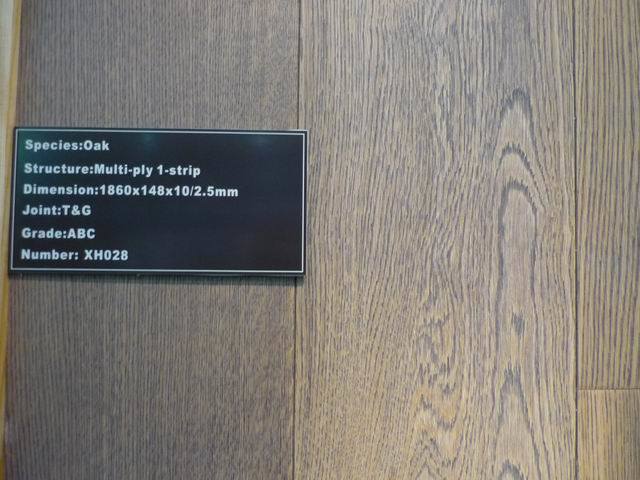 Species:Oak
Structure:Multi-ply 1-strip
Dimension:1860x148x10/2.5mm
Joint:T&G
Grade:ABC
Number: XH028